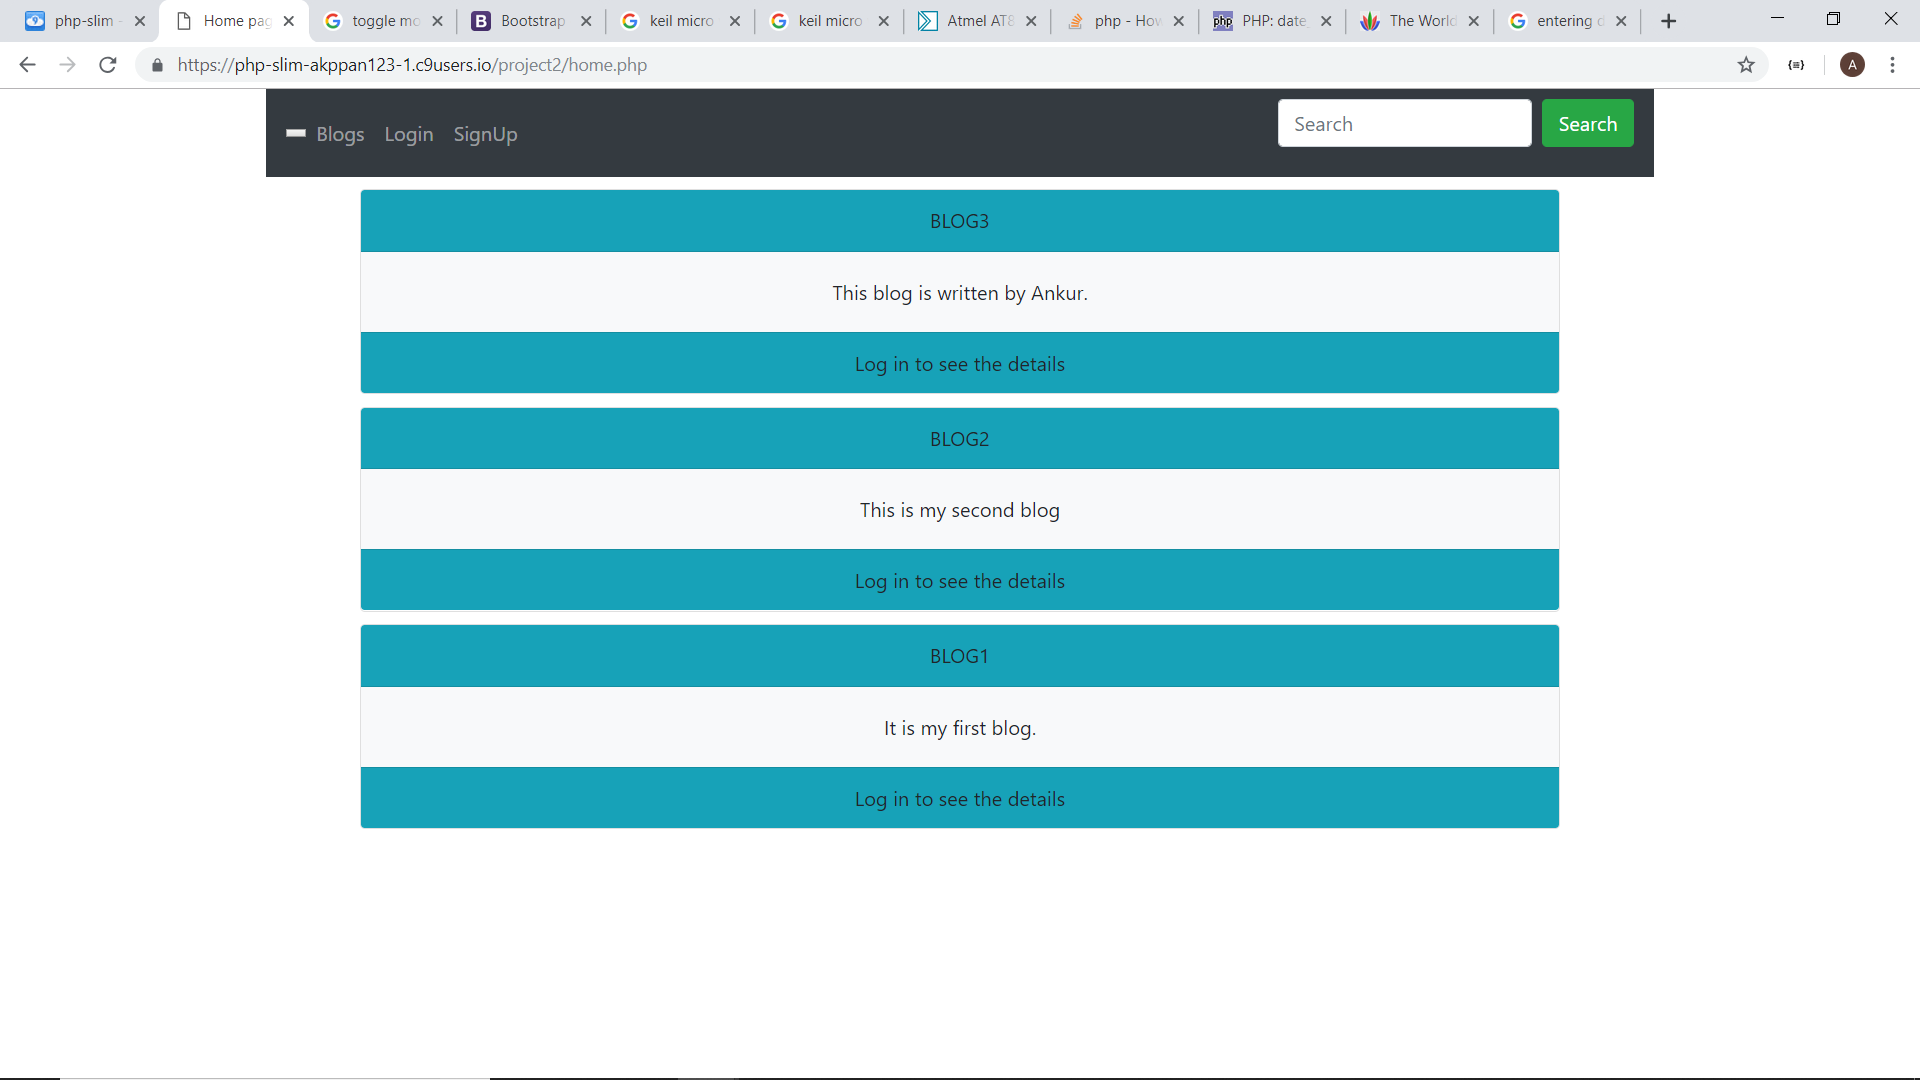 php-slim -
Home pag
toggle mo
Bootstrap
keil micro
keil micro
Atmel AT8
php - How
PHP: date
The World
entering d
https://php-slim-akppan123-1.c9users.io/project2/home.php
A
Blogs Login SignUp
Search
Search
BLOG3
This blog is written by Ankur.
Log in to see the details
BLOG2
This is my second blog
Log in to see the details
BLOG1
It is my first blog.
Log in to see the details